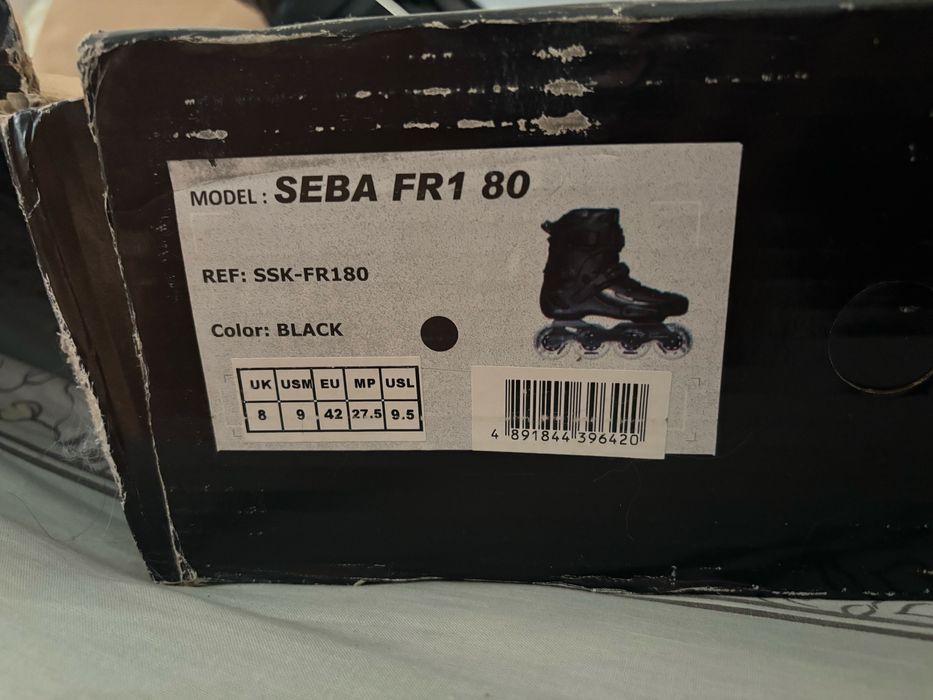 MODEL : SEBA FR1 80
REF: SSK-FR180
Color: BLACK
UK USM EU MP USL
8 9 42 27.5 9.5
4 891844 396420